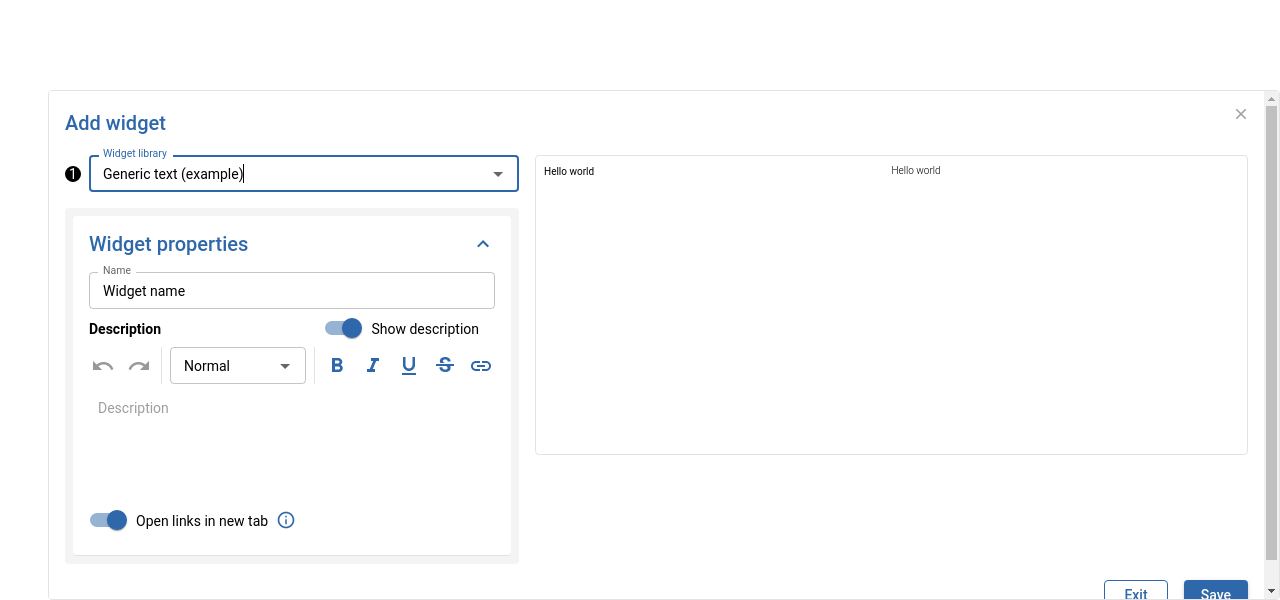 Add widget
Widget library
1 Generic text (example)
Hello world Hello world
Widget properties
Name
Widget name
Description Show description
Normal B I U S
Description
Open links in new tab
Exit Save